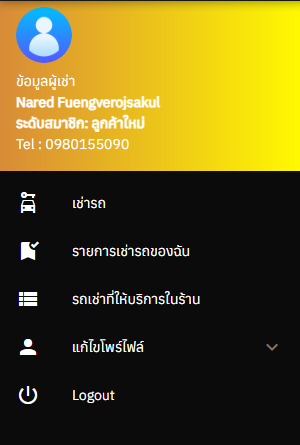 ข้อมูลผู้เช่า
Nared Fuengverojsakul
ระดับสมาชิก: ลูกค้าใหม่
Tel : 0980155090
เช่ารถ
รายการเช่ารถของฉัน
รถเช่าที่ให้บริการในร้าน
แก้ไขโพร์ไฟล์
Logout